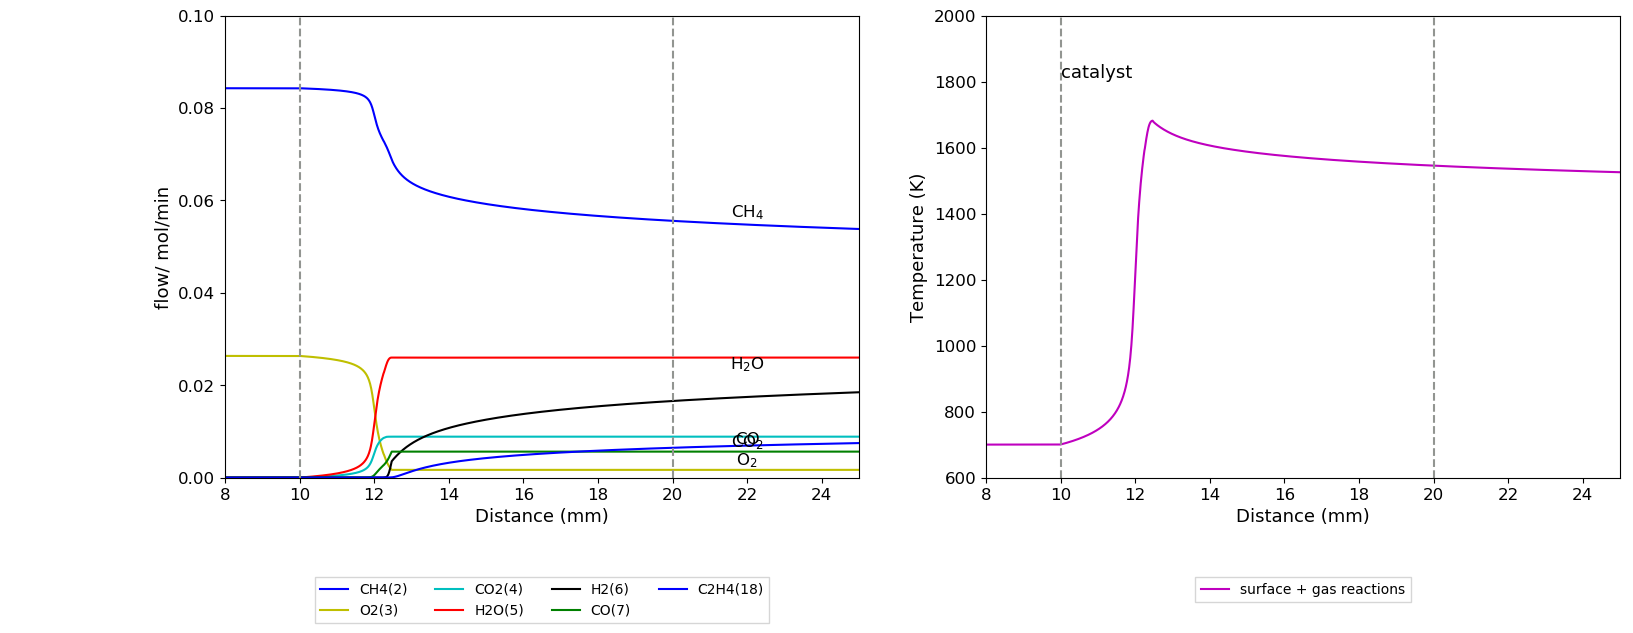 0.10
0.08
0.06
0.04
0.02
0.00
flow/ mol/min
CH₄
H₂O
CO
CO₂
O₂
8 10 12 14 16 18 20 22 24
Distance (mm)
CH4(2) CO2(4) H2(6) C2H4(18)
O2(3) H2O(5) CO(7)
2000
1800
1600
1400
1200
1000
800
600
Temperature (K)
catalyst
8 10 12 14 16 18 20 22 24
Distance (mm)
surface + gas reactions